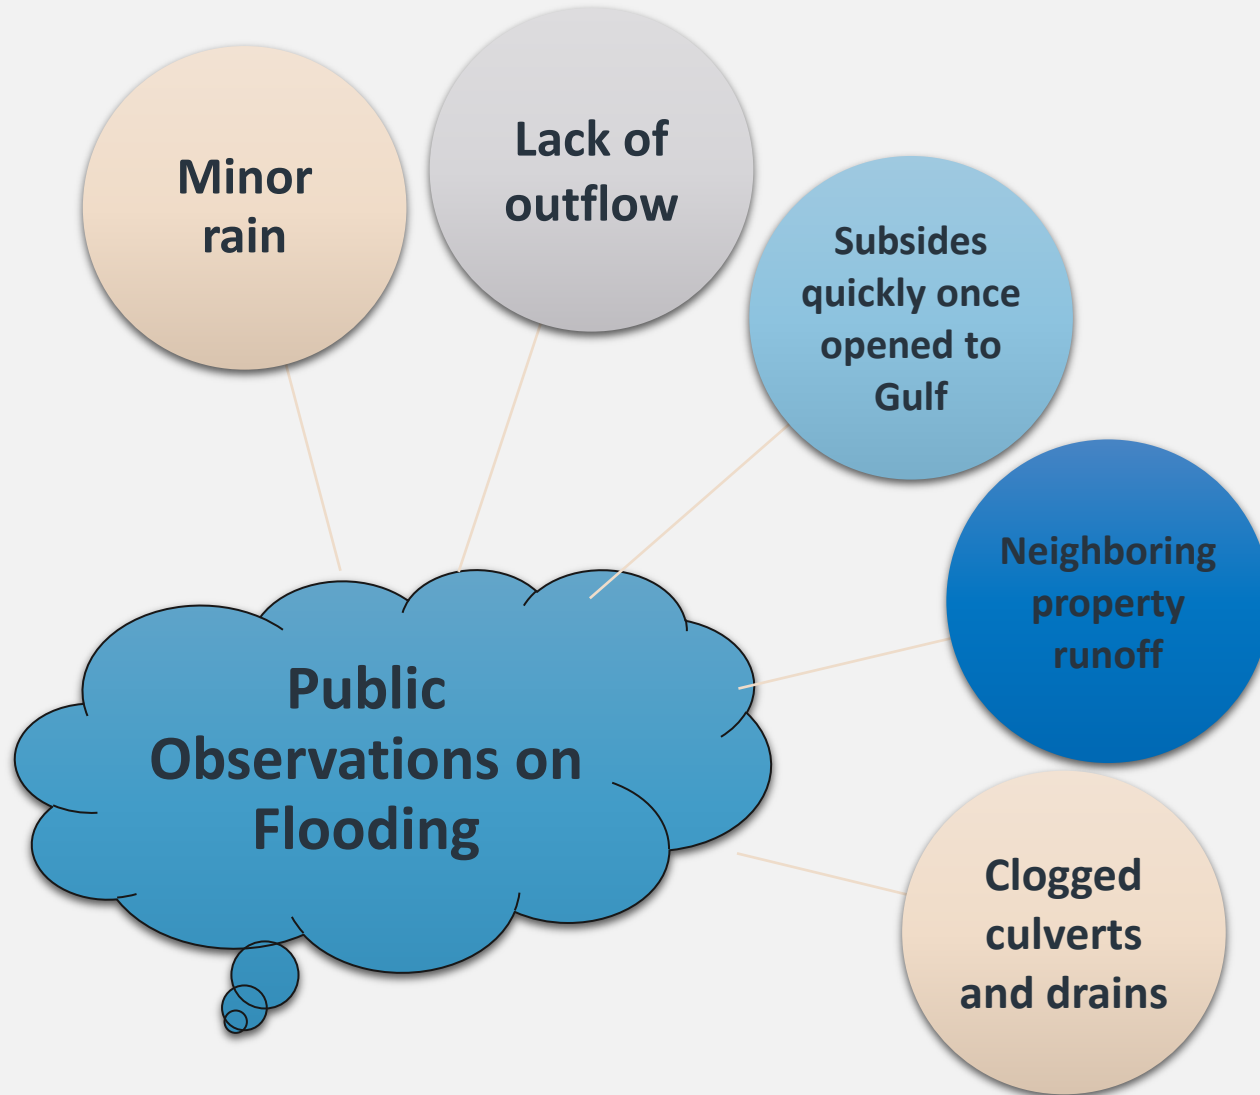 Minor
rain
Lack of
outflow
Subsides
quickly once
opened to
Gulf
Neighboring
property
runoff
Public
Observations on
Flooding
Clogged
culverts
and drains